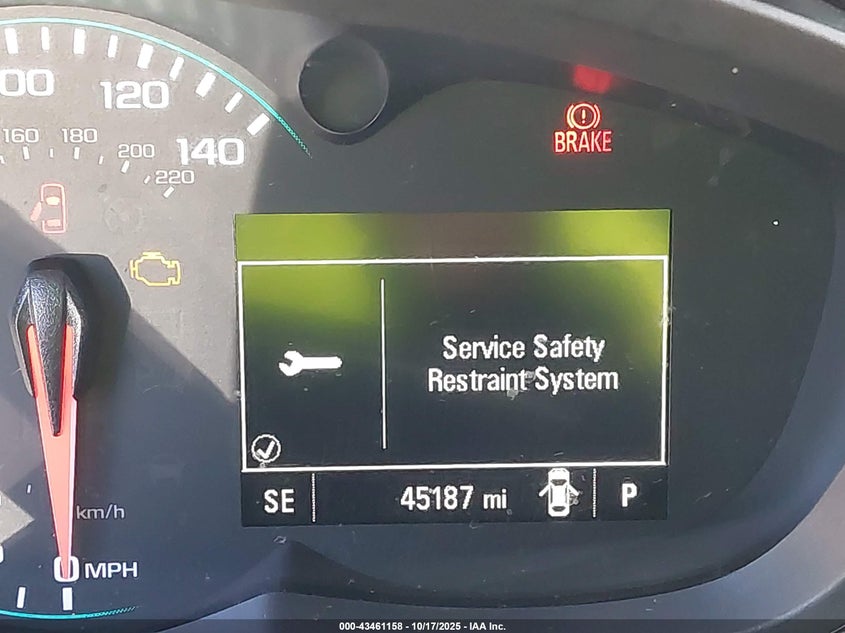 120
140
160
180
200
220
BRAKE
Service Safety
Restraint System
SE
45187 mi
P
km/h
0 MPH
000-43461158 - 10/17/2025 - IAA Inc.